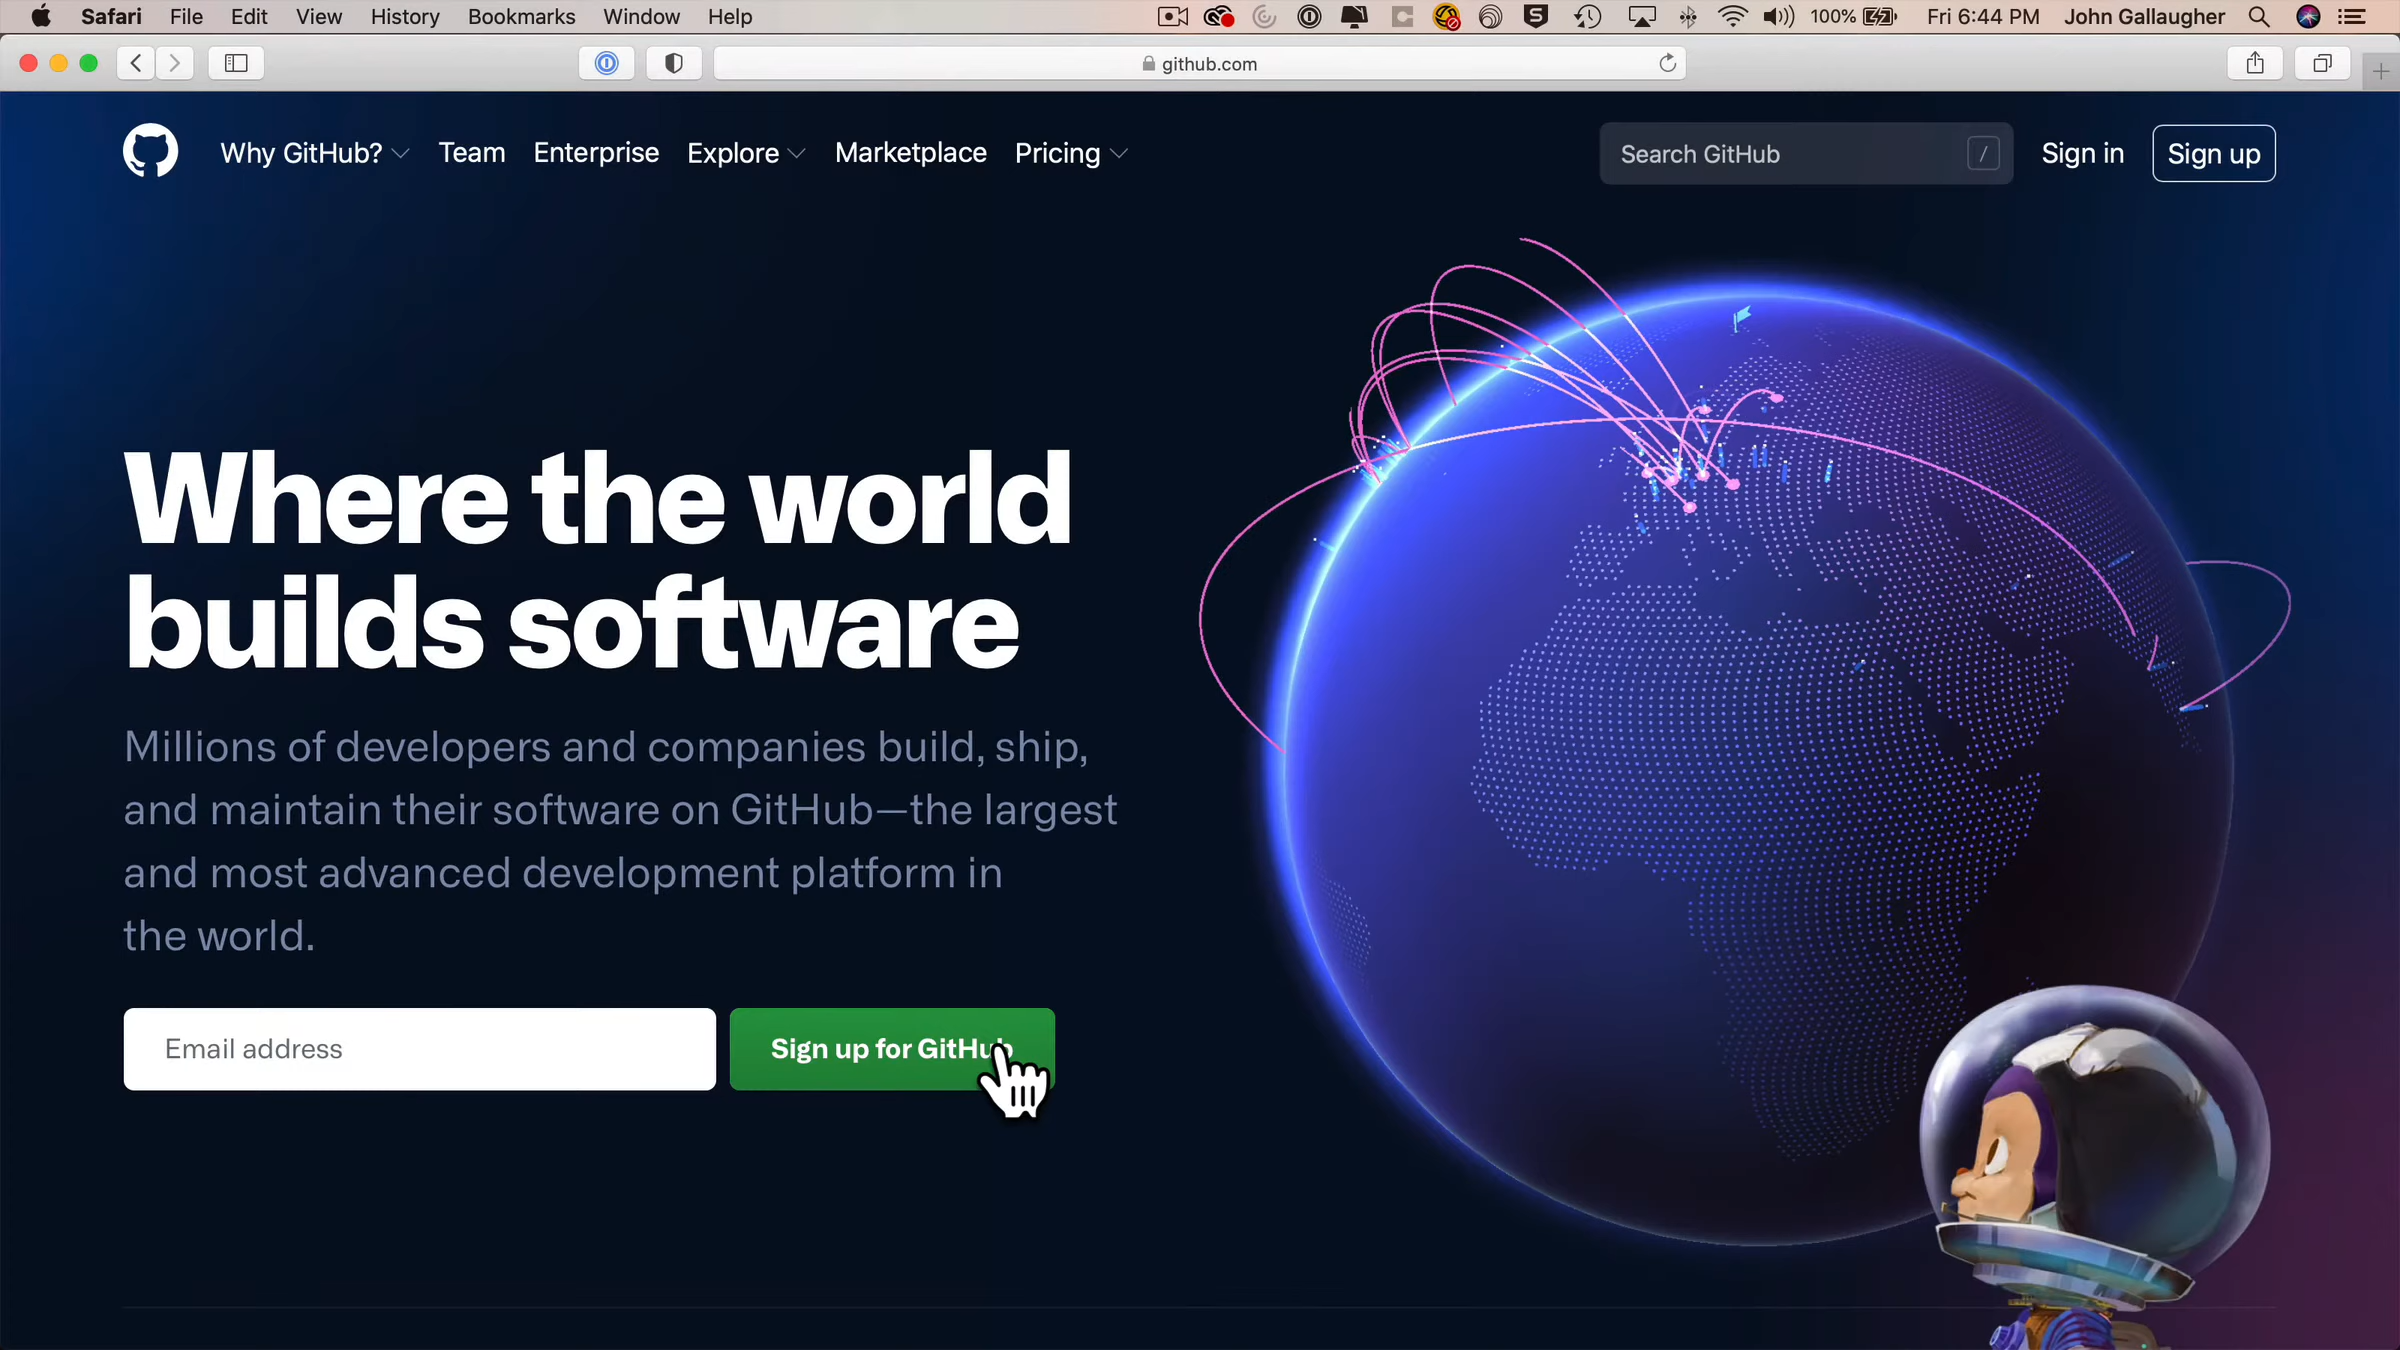 Safari File Edit View History Bookmarks Window Help 100% Fri 6:44 PM John Gallaugher
github.com
Why GitHub? Team Enterprise Explore Marketplace Pricing Search GitHub / Sign in Sign up
Where the world
builds software
Millions of developers and companies build, ship,
and maintain their software on GitHub—the largest
and most advanced development platform in
the world.
Email address Sign up for GitHub